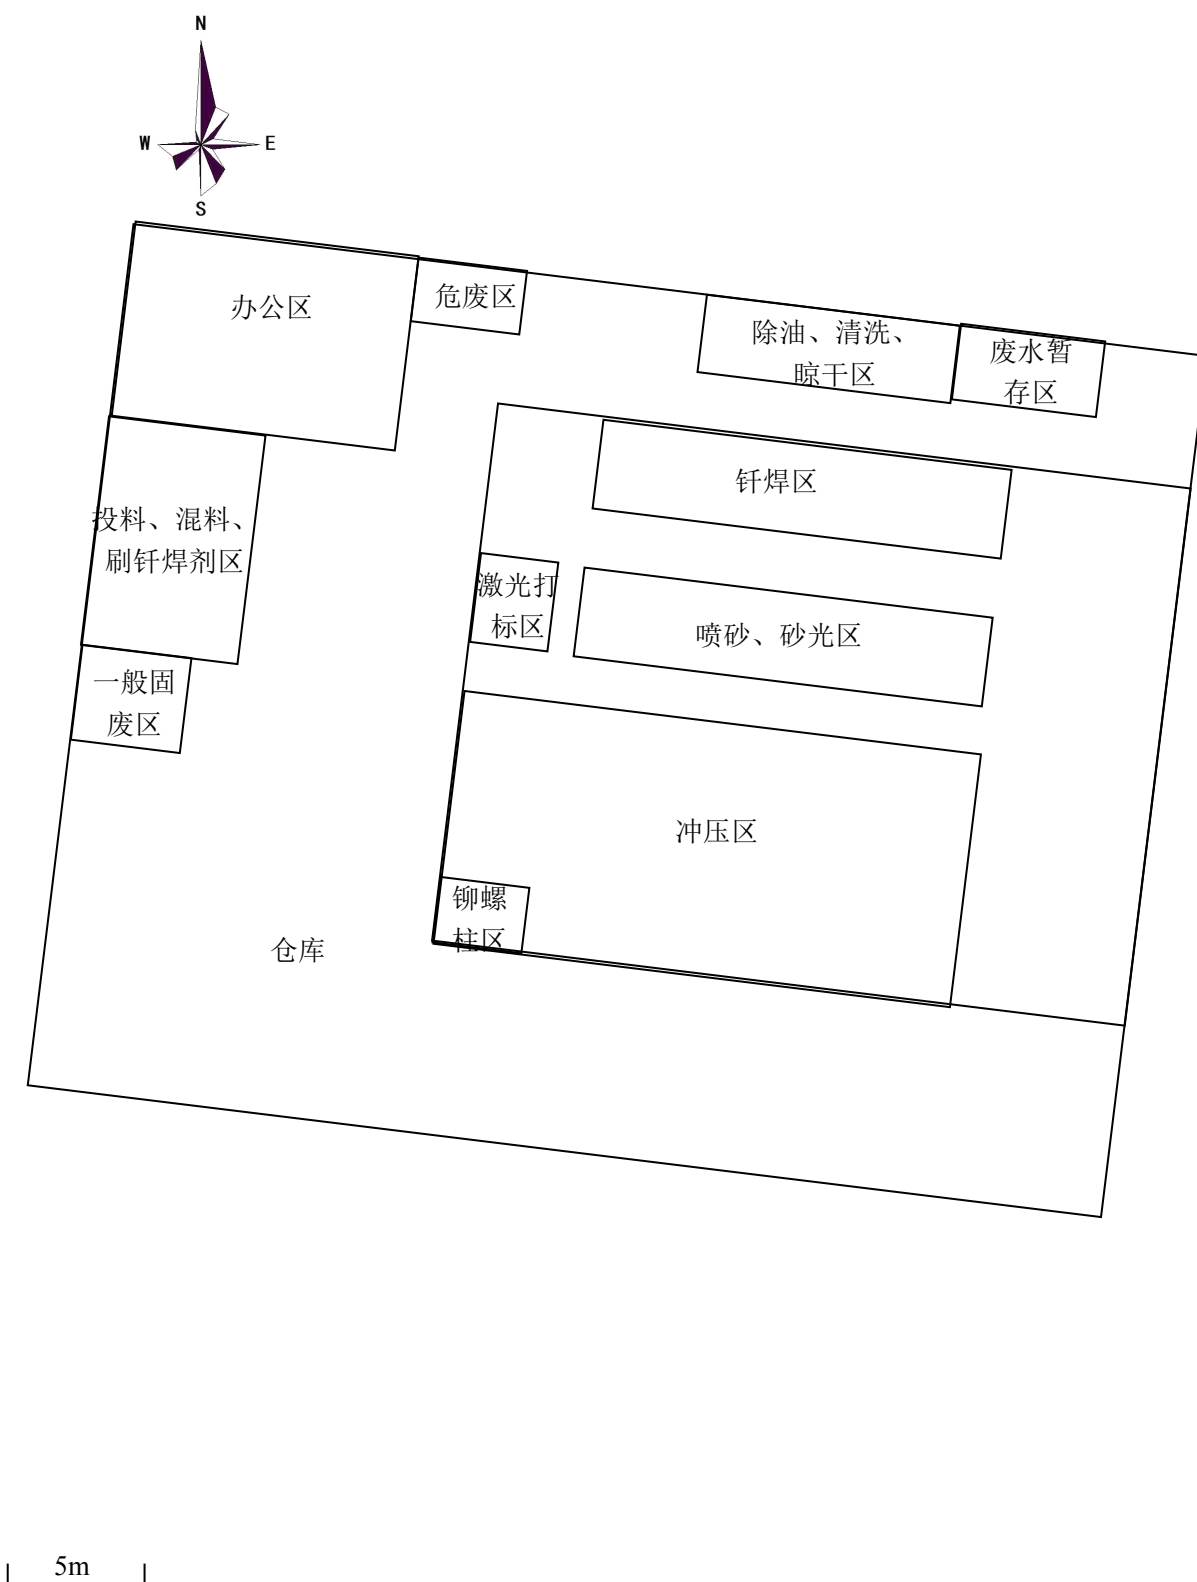 N
W
E
S
办公区
危废区
除油、清洗、
晾干区
废水暂
存区
钎焊区
投料、混料、
刷钎焊剂区
激光打
标区
喷砂、砂光区
一般固
废区
冲压区
铆螺
柱区
仓库
5m